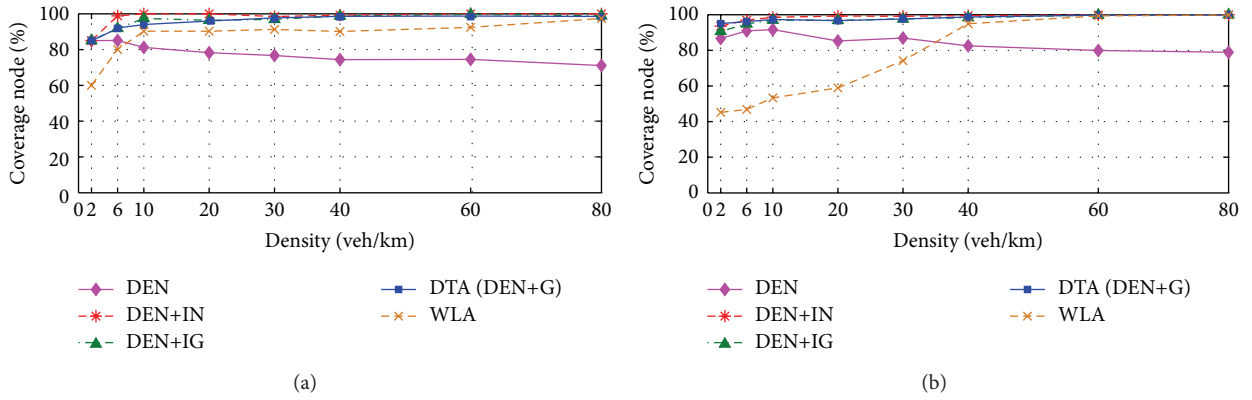 Coverage node (%)
100
80
60
40
20
0
0 2 6 10 20 30 40 60 80
Density (veh/km)
DEN
DEN+IN
DEN+IG
DTA (DEN+G)
WLA
(a)
Coverage node (%)
100
80
60
40
20
0
0 2 6 10 20 30 40 60 80
Density (veh/km)
DEN
DEN+IN
DEN+IG
DTA (DEN+G)
WLA
(b)